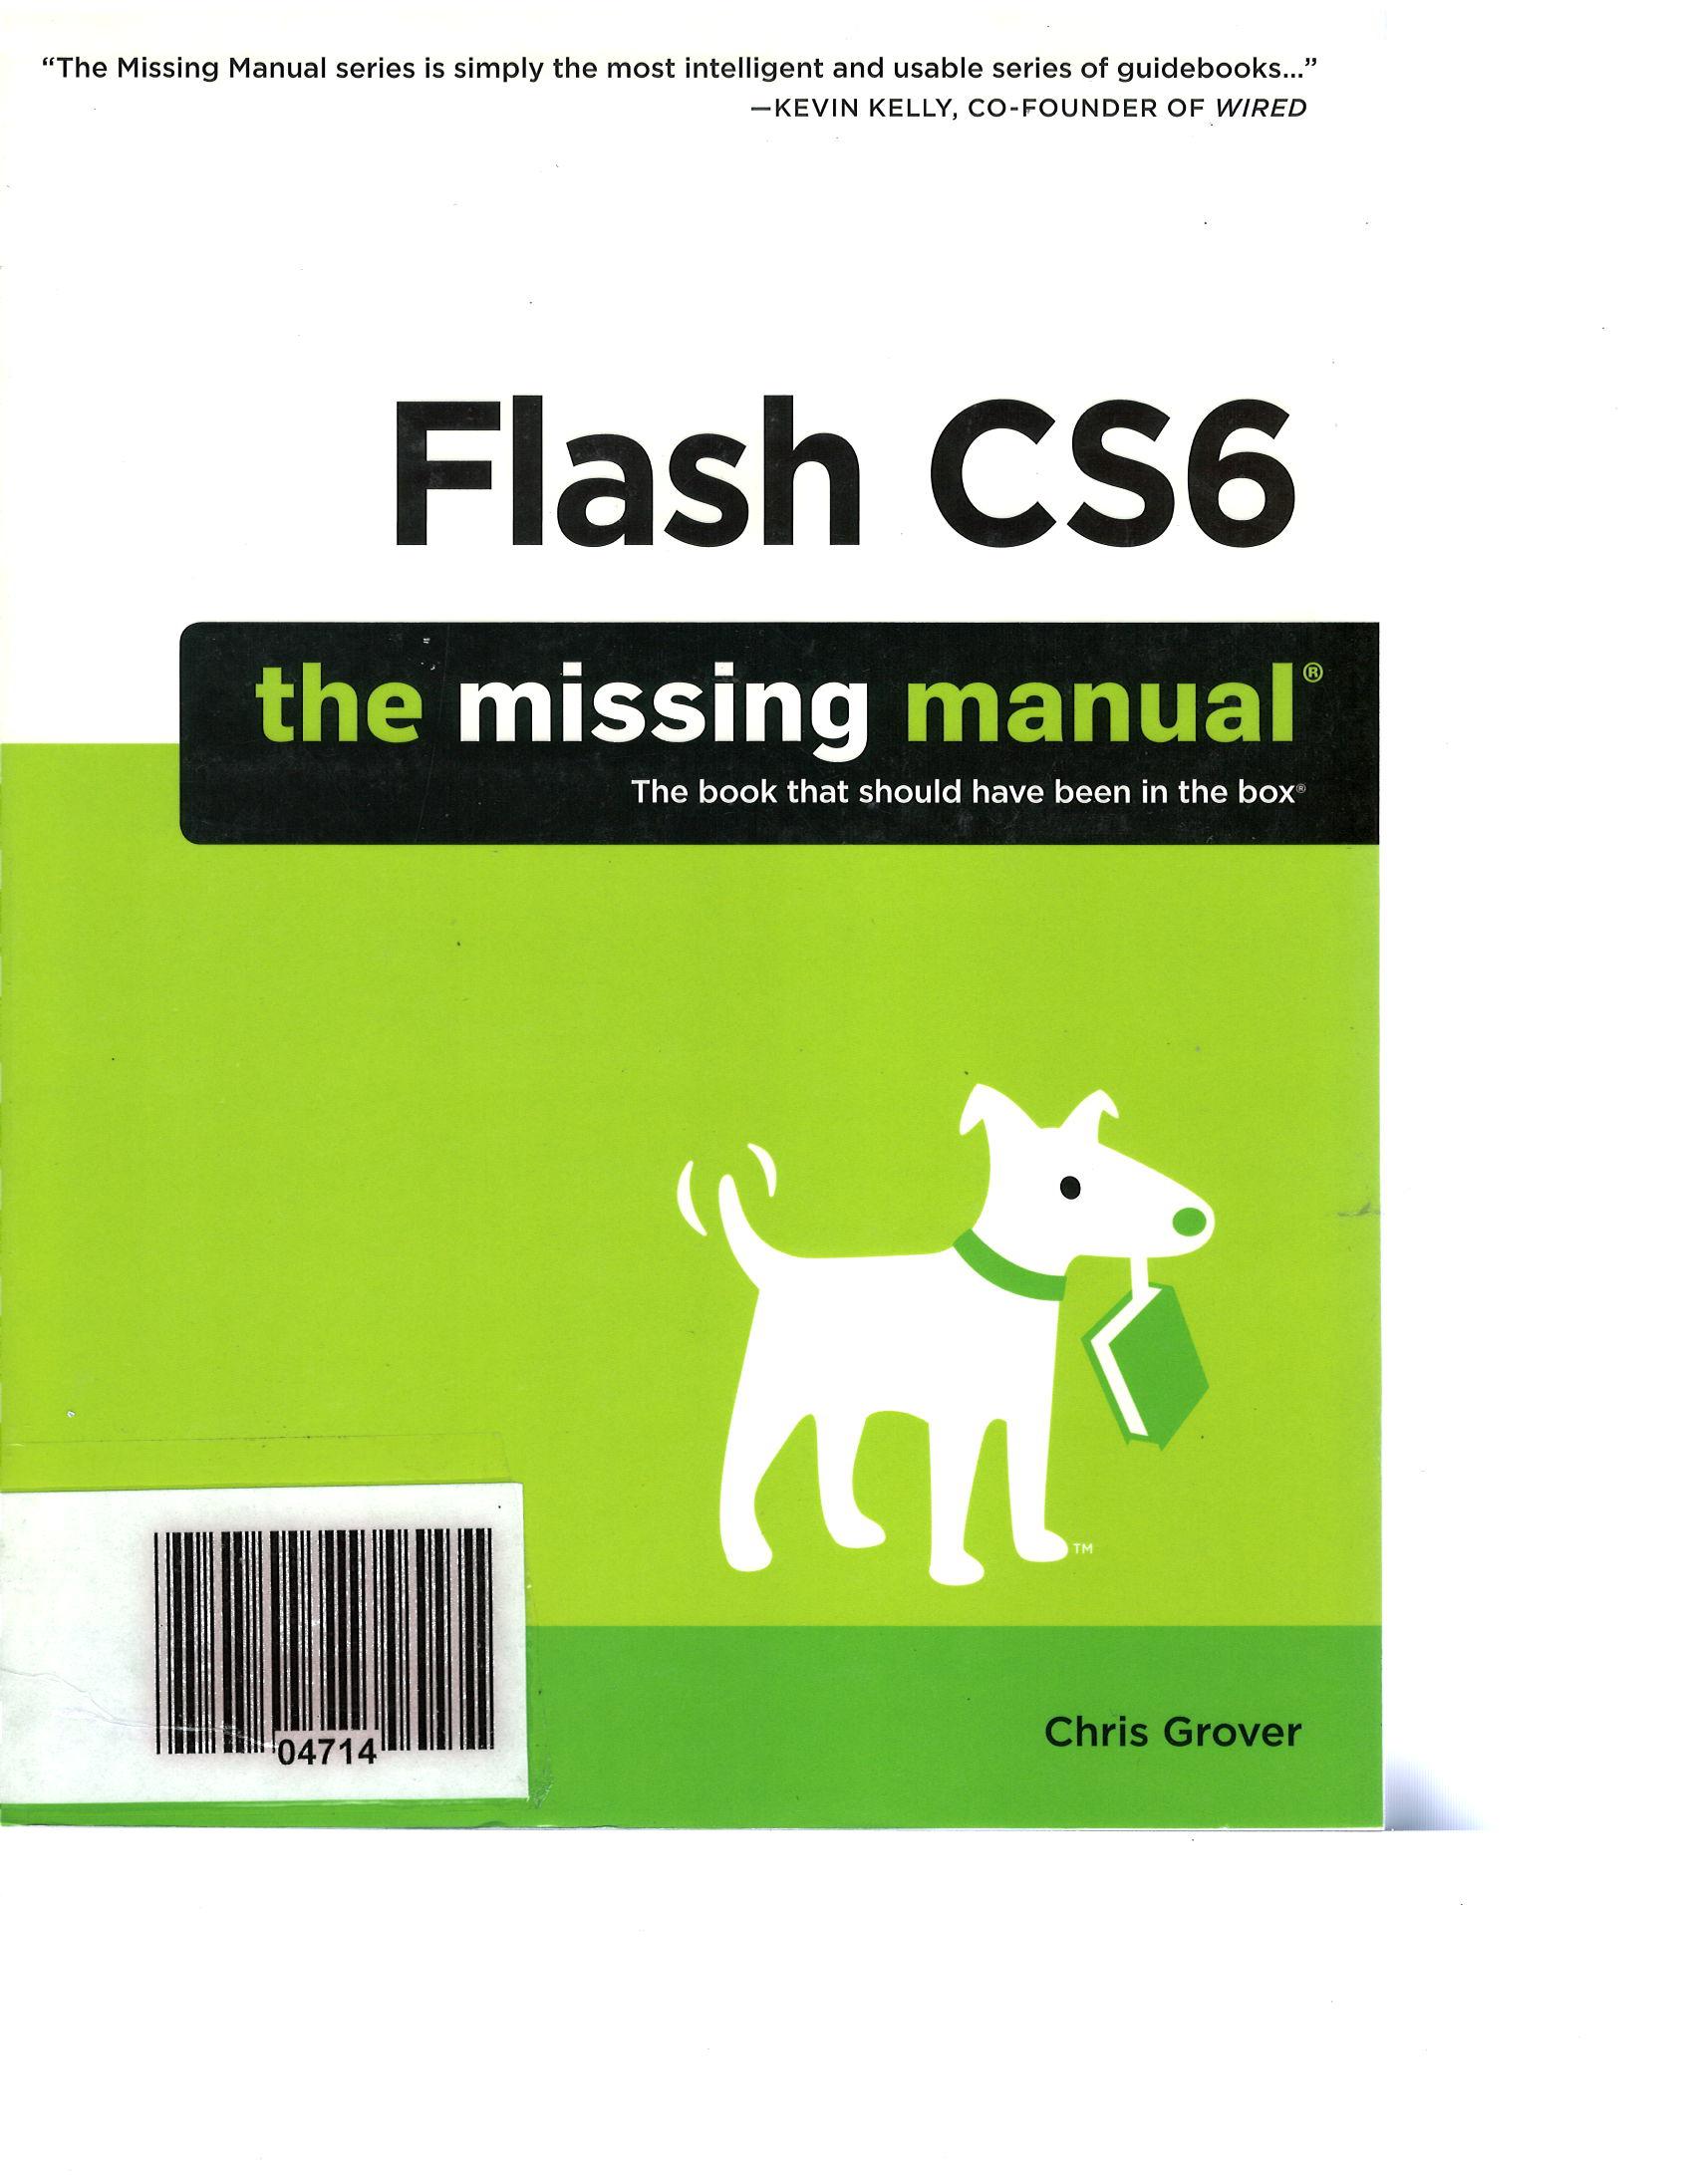 “The Missing Manual series is simply the most intelligent and usable series of guidebooks...”
—KEVIN KELLY, CO-FOUNDER OF WIRED
Flash CS6
the missing manual®
The book that should have been in the box®
TM
04714
Chris Grover